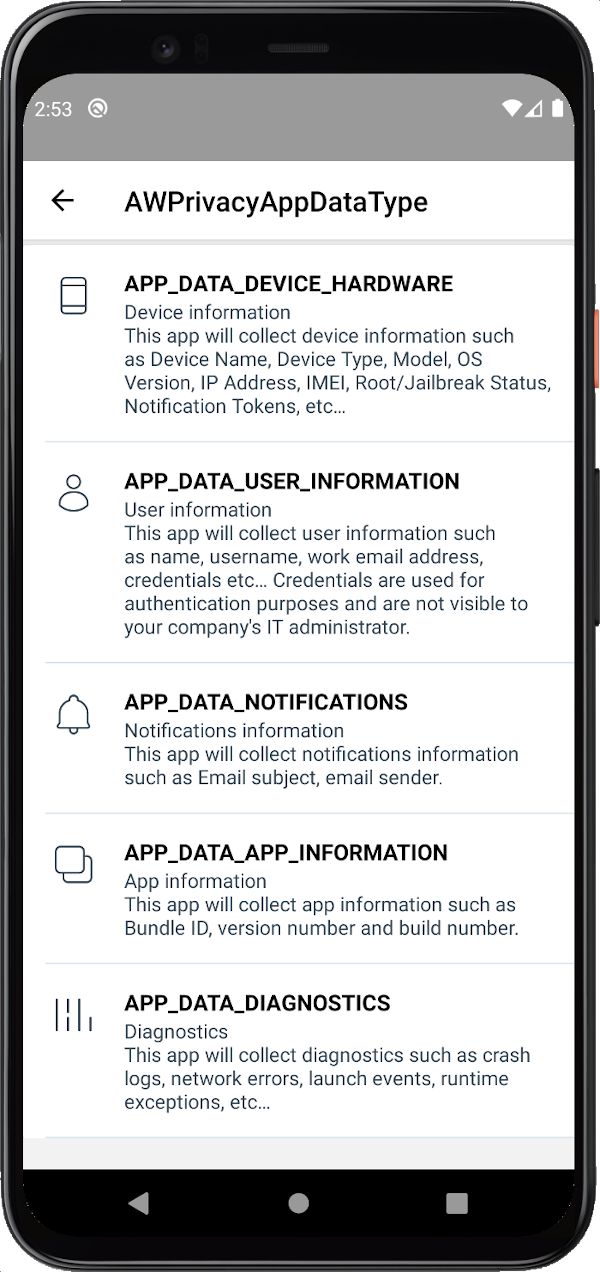 2:53
AWPrivacyAppDataType
APP_DATA_DEVICE_HARDWARE
Device information
This app will collect device information such
as Device Name, Device Type, Model, OS
Version, IP Address, IMEI, Root/Jailbreak Status,
Notification Tokens, etc…
APP_DATA_USER_INFORMATION
User information
This app will collect user information such
as name, username, work email address,
credentials etc… Credentials are used for
authentication purposes and are not visible to
your company's IT administrator.
APP_DATA_NOTIFICATIONS
Notifications information
This app will collect notifications information
such as Email subject, email sender.
APP_DATA_APP_INFORMATION
App information
This app will collect app information such as
Bundle ID, version number and build number.
APP_DATA_DIAGNOSTICS
Diagnostics
This app will collect diagnostics such as crash
logs, network errors, launch events, runtime
exceptions, etc…